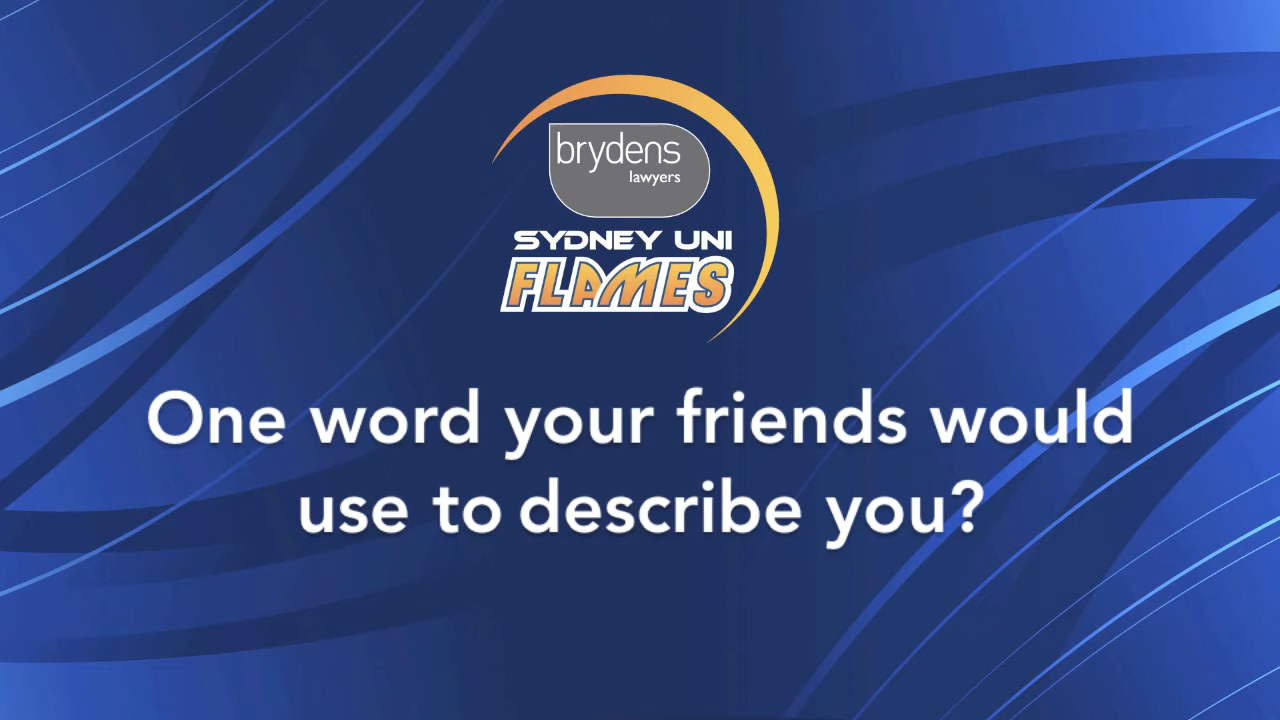 brydens
lawyers
SYDNEY UNI
FLAMES
One word your friends would
use to describe you?